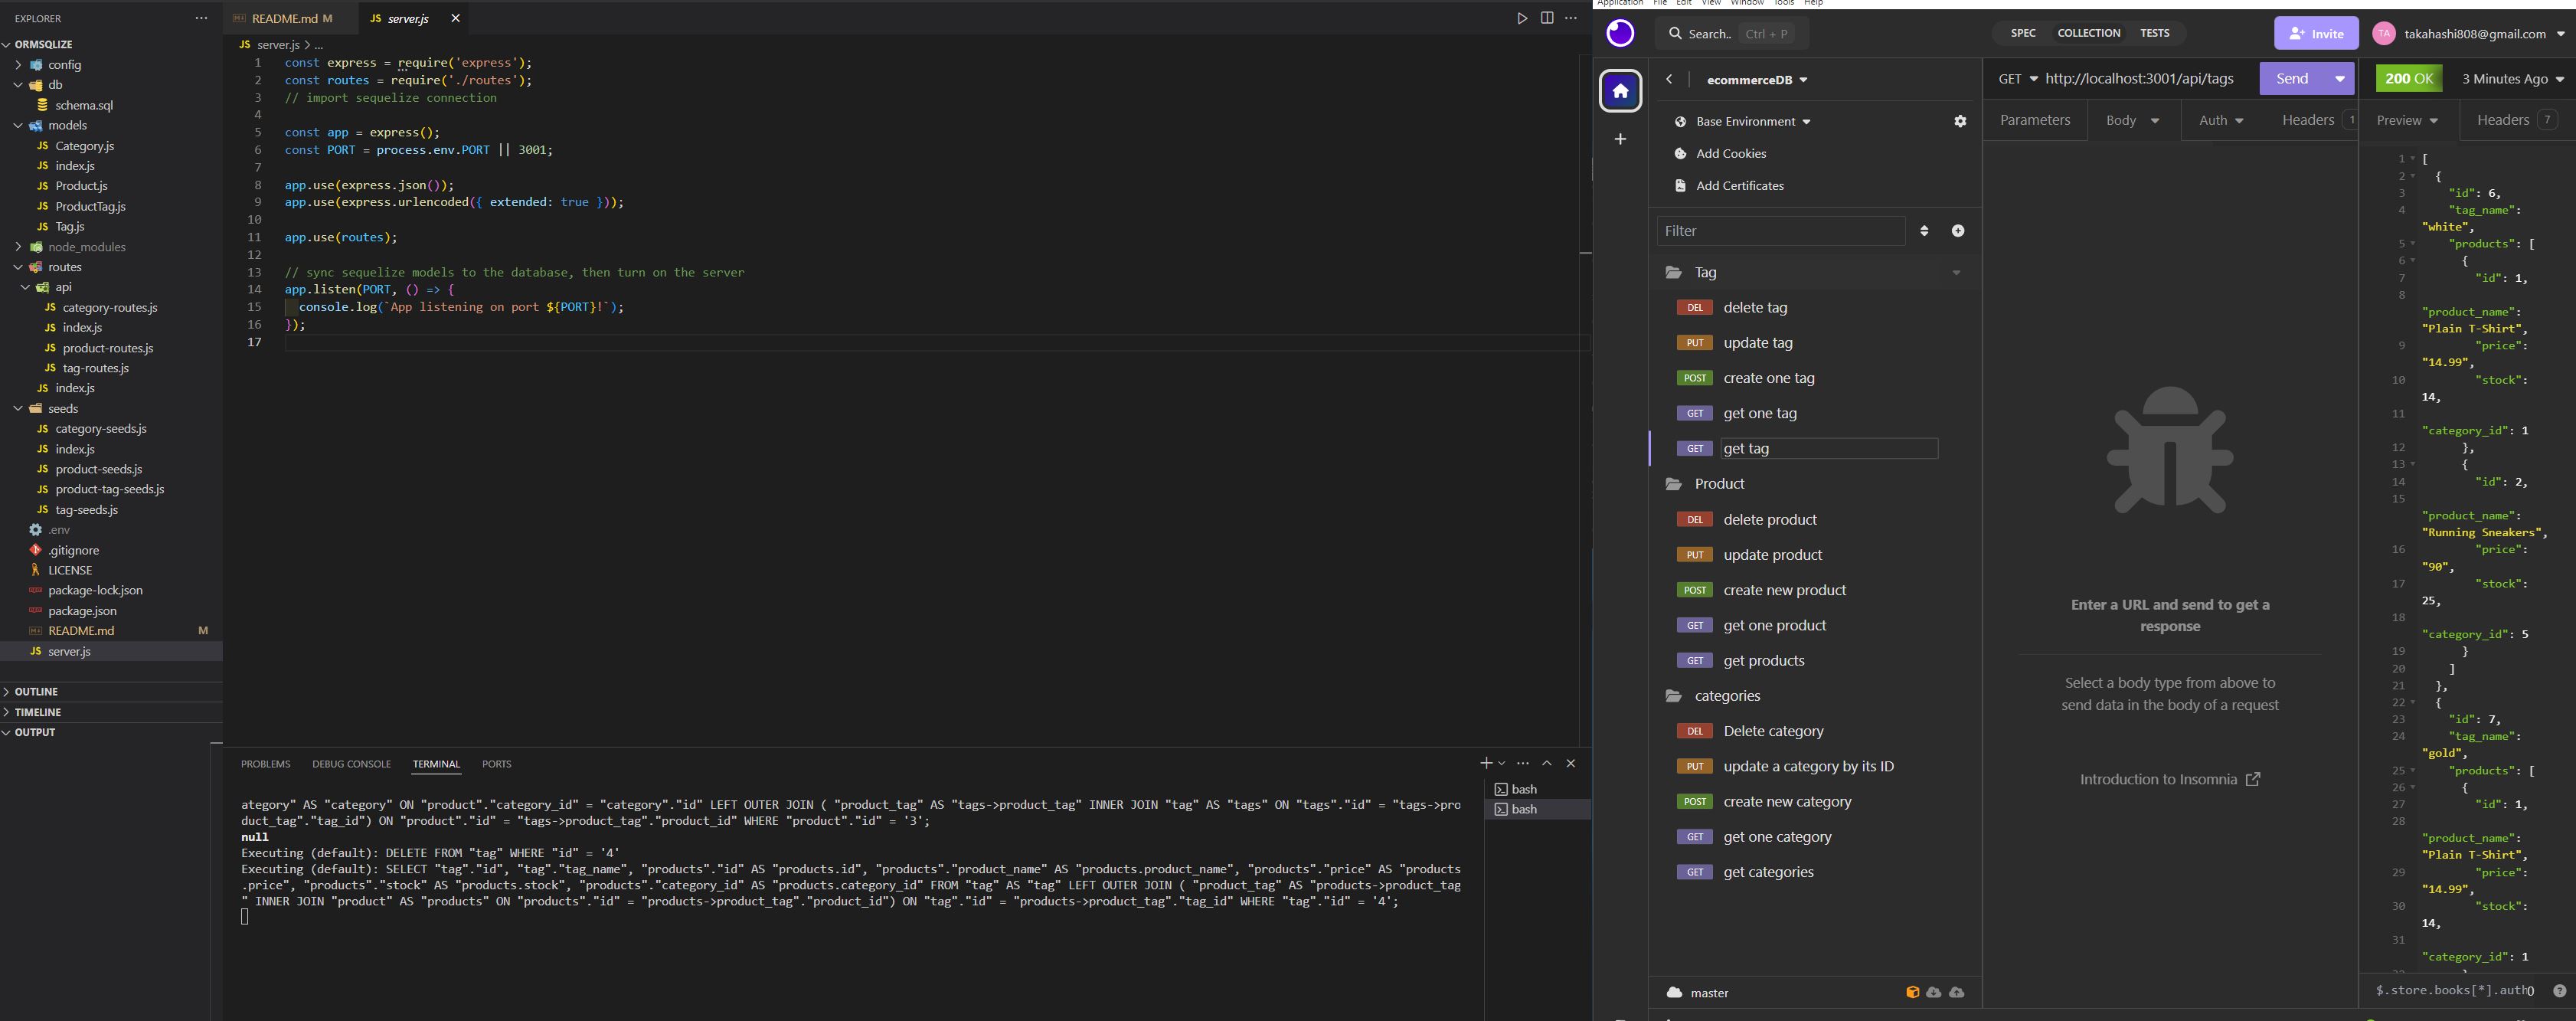 EXPLORER
ORMSQLIZE
config
db
schema.sql
models
Category.js
index.js
Product.js
ProductTag.js
Tag.js
node_modules
routes
api
category-routes.js
index.js
product-routes.js
tag-routes.js
index.js
seeds
category-seeds.js
index.js
product-seeds.js
product-tag-seeds.js
tag-seeds.js
.env
.gitignore
LICENSE
package-lock.json
package.json
README.md M
server.js
OUTLINE
TIMELINE
OUTPUT
README.md M
server.js
server.js > ...
1 const express = require('express');
2 const routes = require('./routes');
3 // import sequelize connection
4
5 const app = express();
6 const PORT = process.env.PORT || 3001;
7
8 app.use(express.json());
9 app.use(express.urlencoded({ extended: true }));
10
11 app.use(routes);
12
13 // sync sequelize models to the database, then turn on the server
14 app.listen(PORT, () => {
15 console.log(`App listening on port ${PORT}!`);
16 });
17
PROBLEMS DEBUG CONSOLE TERMINAL PORTS
ategory" AS "category" ON "product"."category_id" = "category"."id" LEFT OUTER JOIN ( "product_tag" AS "tags->product_tag" INNER JOIN "tag" AS "tags" ON "tags"."id" = "tags->pro
duct_tag"."tag_id") ON "product"."id" = "tags->product_tag"."product_id" WHERE "product"."id" = '3';
null
Executing (default): DELETE FROM "tag" WHERE "id" = '4'
Executing (default): SELECT "tag"."id", "tag"."tag_name", "products"."id" AS "products.id", "products"."product_name" AS "products.product_name", "products"."price" AS "products
.price", "products"."stock" AS "products.stock", "products"."category_id" AS "products.category_id" FROM "tag" AS "tag" LEFT OUTER JOIN ( "product_tag" AS "products->product_tag
" INNER JOIN "product" AS "products" ON "products"."id" = "products->product_tag"."product_id") ON "tag"."id" = "products->product_tag"."tag_id" WHERE "tag"."id" = '4';
bash
bash
Application File Edit View Window Tools Help
Search.. Ctrl + P
SPEC COLLECTION TESTS
Invite
TA takahashi808@gmail.com
ecommerceDB
Base Environment
Add Cookies
Add Certificates
Filter
Tag
DEL delete tag
PUT update tag
POST create one tag
GET get one tag
GET get tag
Product
DEL delete product
PUT update product
POST create new product
GET get one product
GET get products
categories
DEL Delete category
PUT update a category by its ID
POST create new category
GET get one category
GET get categories
master
GET http://localhost:3001/api/tags Send
Parameters Body Auth Headers 1
Enter a URL and send to get a
response
Select a body type from above to
send data in the body of a request
Introduction to Insomnia
200 OK 3 Minutes Ago
Preview Headers 7
1 [
2 {
3 "id": 6,
4 "tag_name":
"white",
5 "products": [
6 {
7 "id": 1,
8
"product_name":
"Plain T-Shirt",
9 "price":
"14.99",
10 "stock":
14,
11
"category_id": 1
12 },
13 {
14 "id": 2,
15
"product_name":
"Running Sneakers",
16 "price":
"90",
17 "stock":
25,
18
"category_id": 5
19 }
20 ]
21 },
22 {
23 "id": 7,
24 "tag_name":
"gold",
25 "products": [
26 {
27 "id": 1,
28
"product_name":
"Plain T-Shirt",
29 "price":
"14.99",
30 "stock":
14,
31
"category_id": 1
$.store.books[*].auth